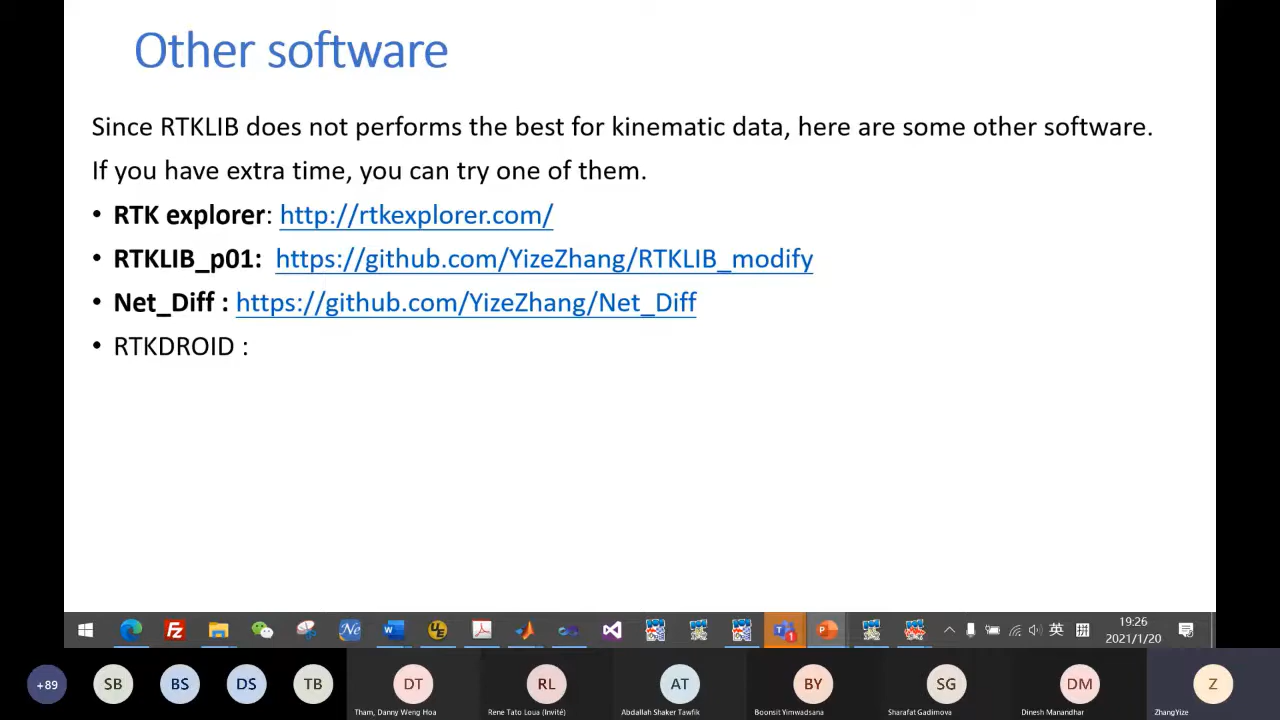 Other software
Since RTKLIB does not performs the best for kinematic data, here are some other software.
If you have extra time, you can try one of them.
• RTK explorer: http://rtkexplorer.com/
• RTKLIB_p01: https://github.com/YizeZhang/RTKLIB_modify
• Net_Diff : https://github.com/YizeZhang/Net_Diff
• RTKDROID :
19:26
英 拼
2021/1/20
+89 SB BS DS TB DT RL AT BY SG DM Z
Tham, Danny Weng Hoa Rene Tato Loua (Invité) Abdallah Shaker Tawfik Boonsit Yimwadsana Sharafat Gadimova Dinesh Manandhar ZhangYize